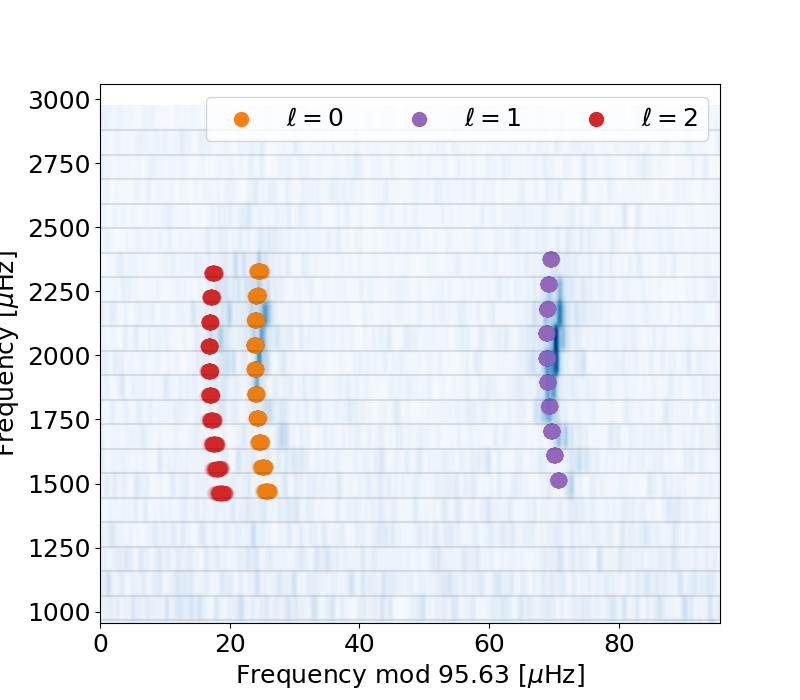 ℓ = 0 ℓ = 1 ℓ = 2
3000
2750
2500
2250
2000
1750
1500
1250
1000
Frequency [μHz]
0 20 40 60 80
Frequency mod 95.63 [μHz]